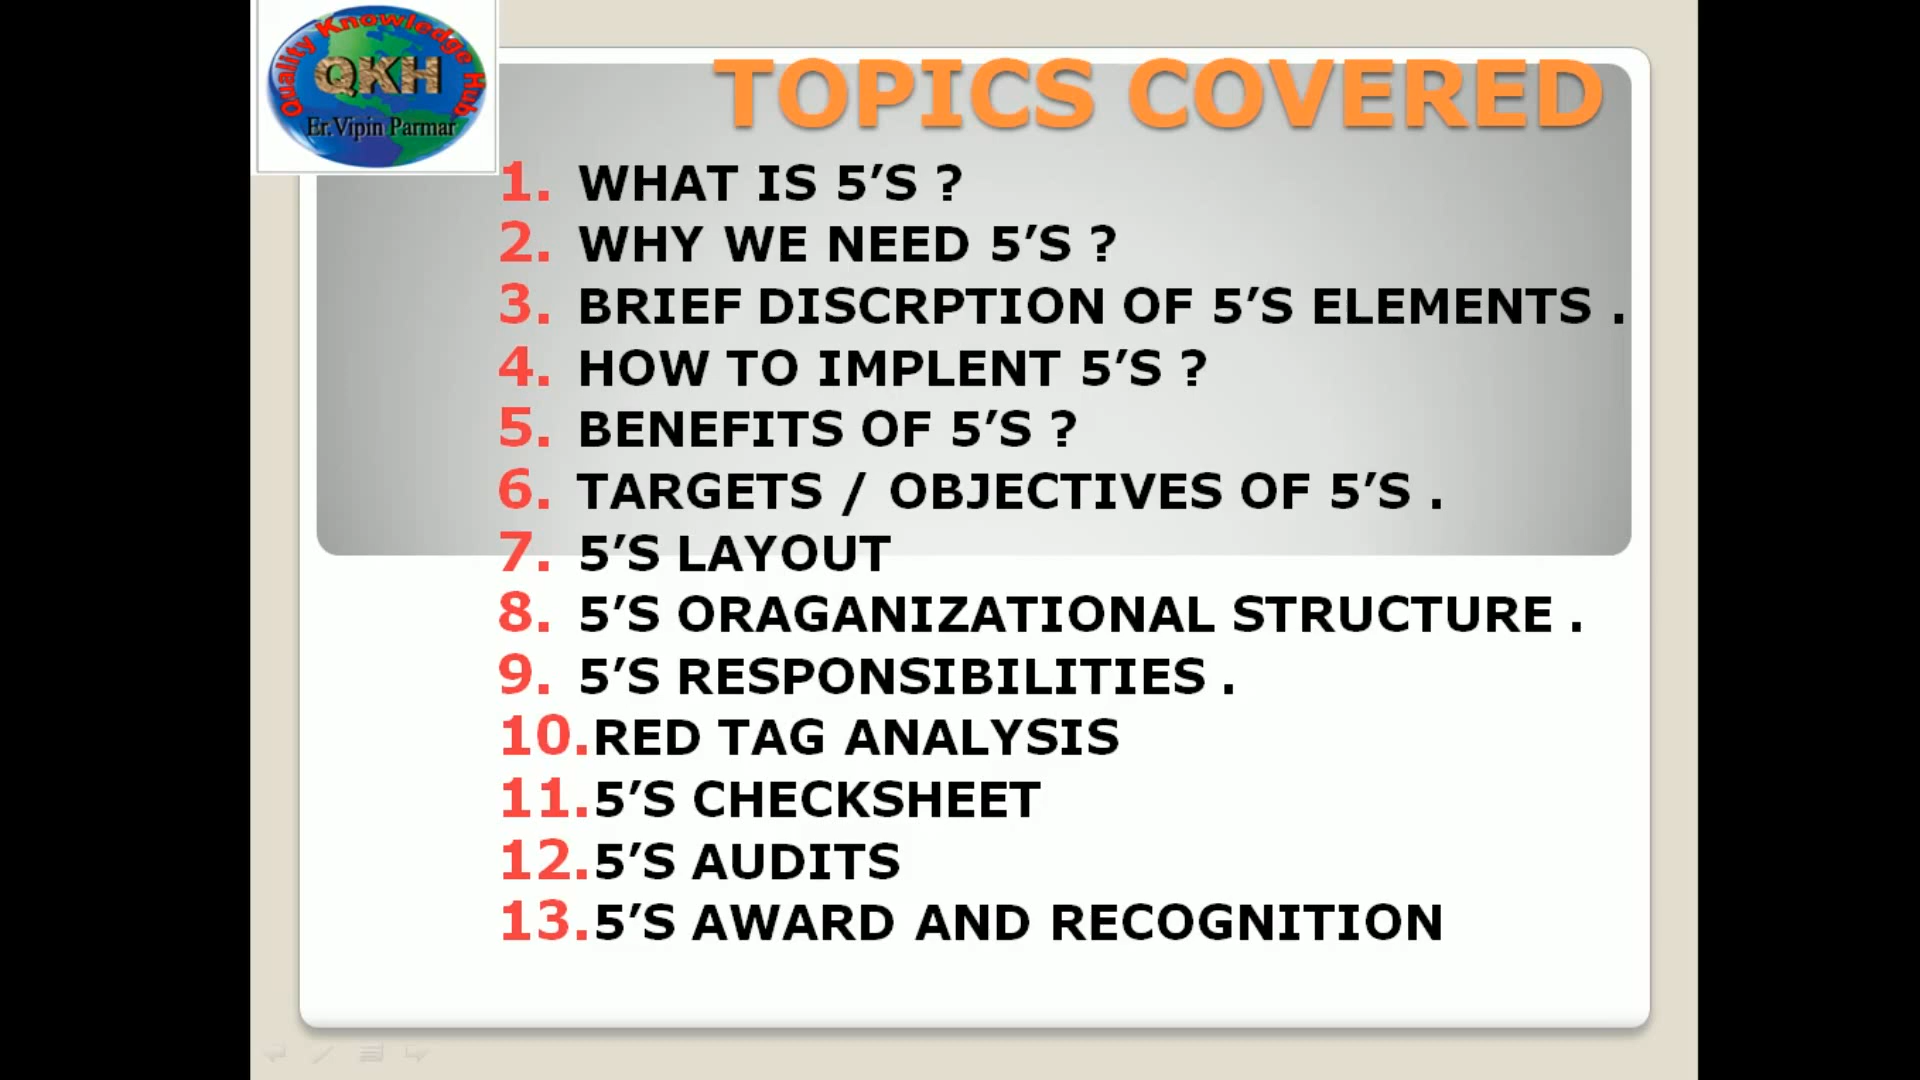 Quality Knowledge Hub
QKH
Er.Vipin Parmar
TOPICS COVERED
1. WHAT IS 5’S ?
2. WHY WE NEED 5’S ?
3. BRIEF DISCRPTION OF 5’S ELEMENTS .
4. HOW TO IMPLENT 5’S ?
5. BENEFITS OF 5’S ?
6. TARGETS / OBJECTIVES OF 5’S .
7. 5’S LAYOUT
8. 5’S ORAGANIZATIONAL STRUCTURE .
9. 5’S RESPONSIBILITIES .
10. RED TAG ANALYSIS
11. 5’S CHECKSHEET
12. 5’S AUDITS
13. 5’S AWARD AND RECOGNITION